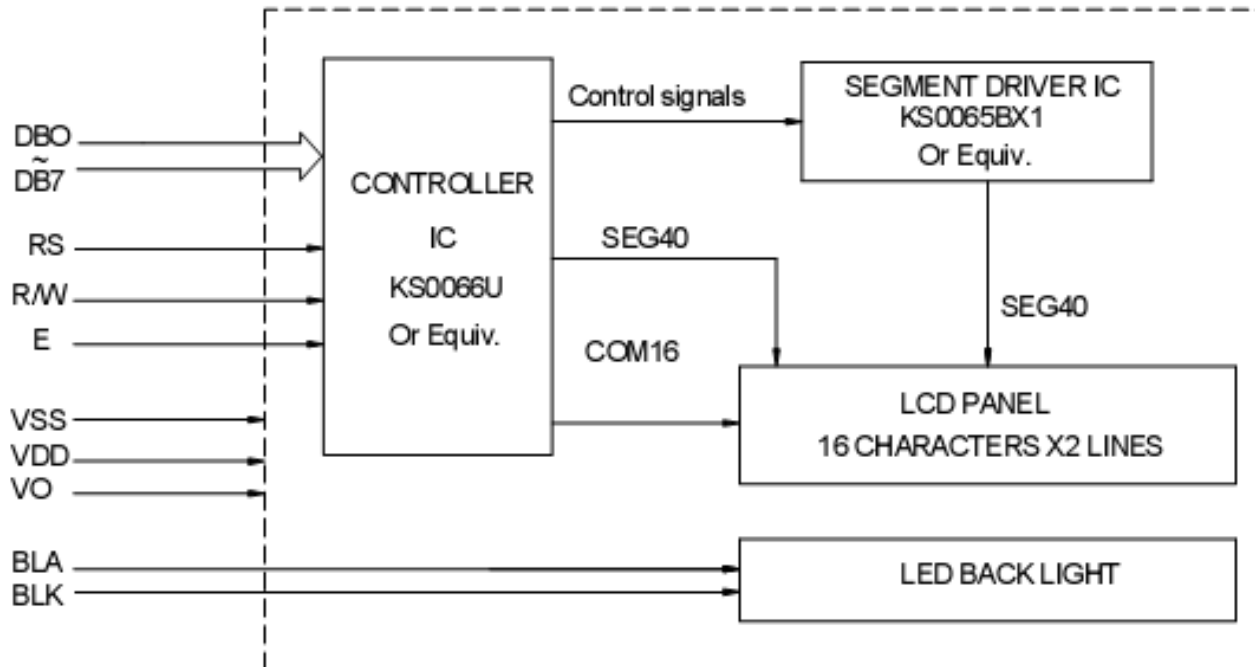 DBO
~
DB7
RS
R/W
E
VSS
VDD
VO
BLA
BLK
CONTROLLER
IC
KS0066U
Or Equiv.
Control signals
SEG40
COM16
SEGMENT DRIVER IC
KS0065BX1
Or Equiv.
SEG40
LCD PANEL
16 CHARACTERS X2 LINES
LED BACK LIGHT